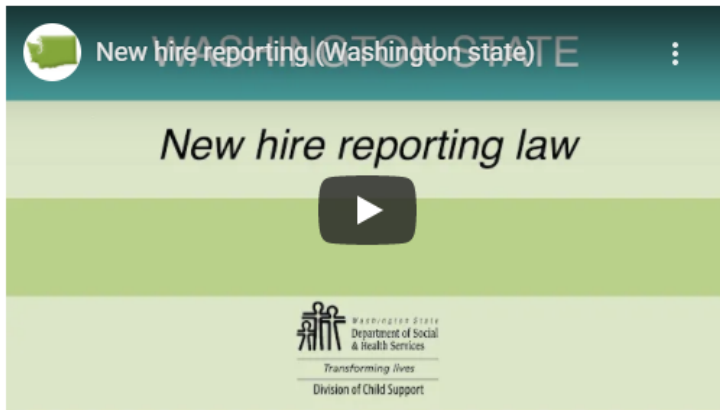 WASHINGTON STATE
New hire reporting (Washington state)
New hire reporting law
Washington State
Department of Social
& Health Services
Transforming lives
Division of Child Support